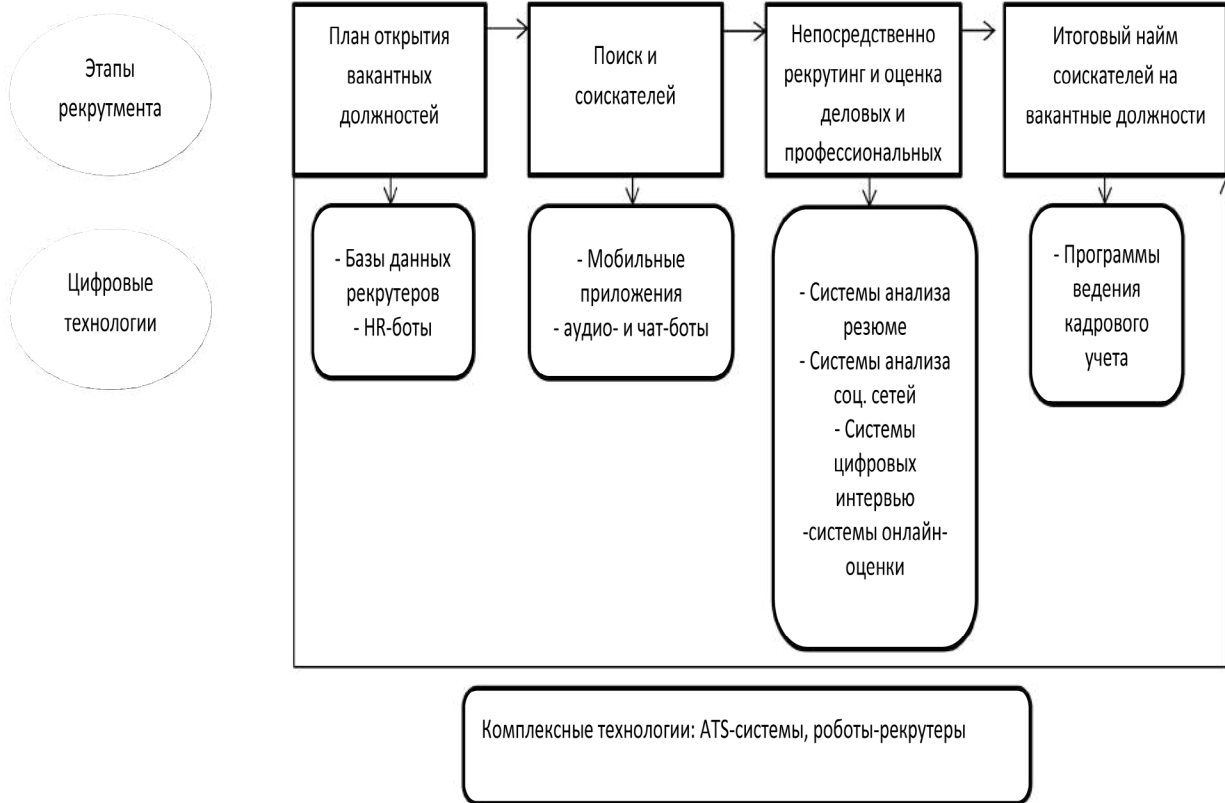 Этапы
рекрутмента
План открытия
вакантных
должностей
Поиск и
соискателей
Непосредственно
рекрутинг и оценка
деловых и
профессиональных
Итоговый найм
соискателей на
вакантные должности
Цифровые
технологии
- Базы данных
рекрутеров
- HR-боты
- Мобильные
приложения
- аудио- и чат-боты
- Системы анализа
резюме
- Системы анализа
соц. сетей
- Системы
цифровых
интервью
-системы онлайн-
оценки
- Программы
ведения
кадрового
учета
Комплексные технологии: ATS-системы, роботы-рекрутеры